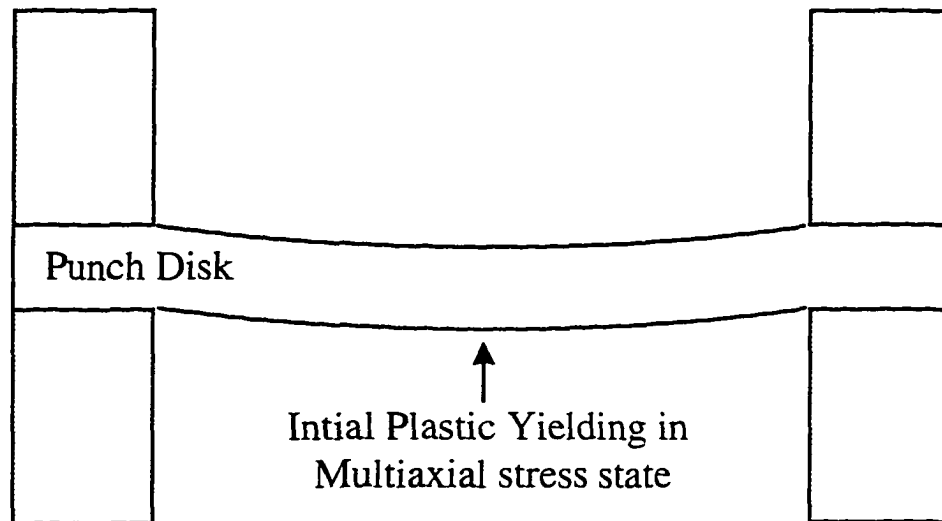 Punch Disk
Intial Plastic Yielding in
Multiaxial stress state